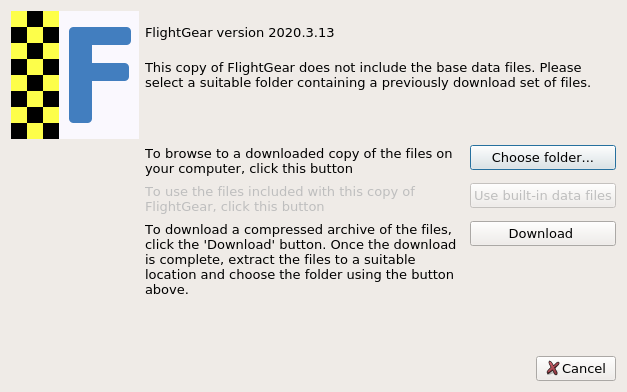 F
FlightGear version 2020.3.13
This copy of FlightGear does not include the base data files. Please
select a suitable folder containing a previously download set of files.
To browse to a downloaded copy of the files on
your computer, click this button
Choose folder...
To use the files included with this copy of
FlightGear, click this button
Use built-in data files
To download a compressed archive of the files,
click the 'Download' button. Once the download
is complete, extract the files to a suitable
location and choose the folder using the button
above.
Download
Cancel